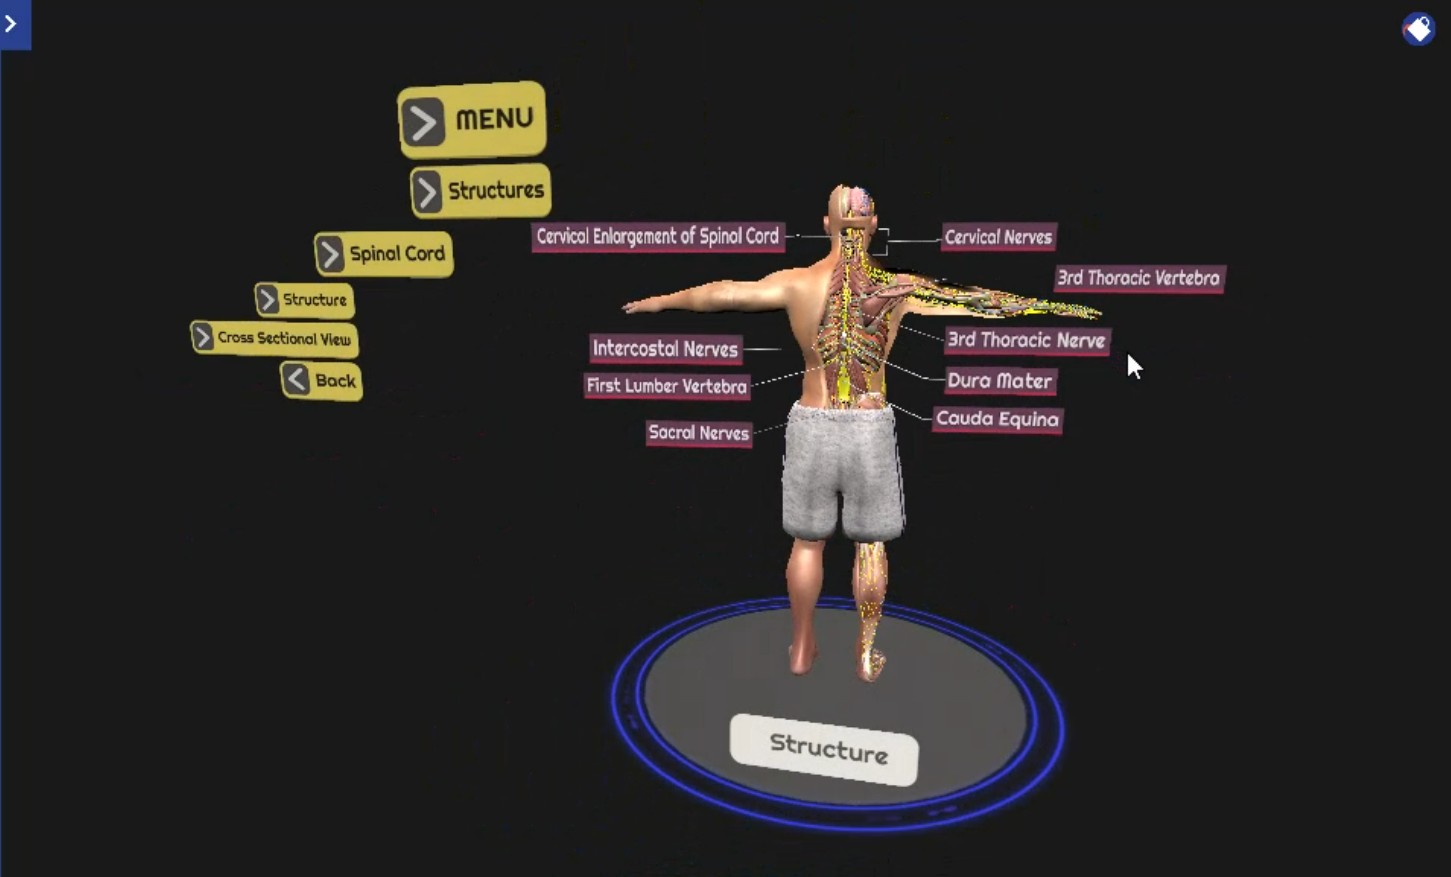 MENU
Structures
Spinal Cord
Structure
Cross Sectional View
Back
Cervical Enlargement of Spinal Cord
Cervical Nerves
3rd Thoracic Vertebra
Intercostal Nerves
3rd Thoracic Nerve
First Lumber Vertebra
Dura Mater
Sacral Nerves
Cauda Equina
Structure